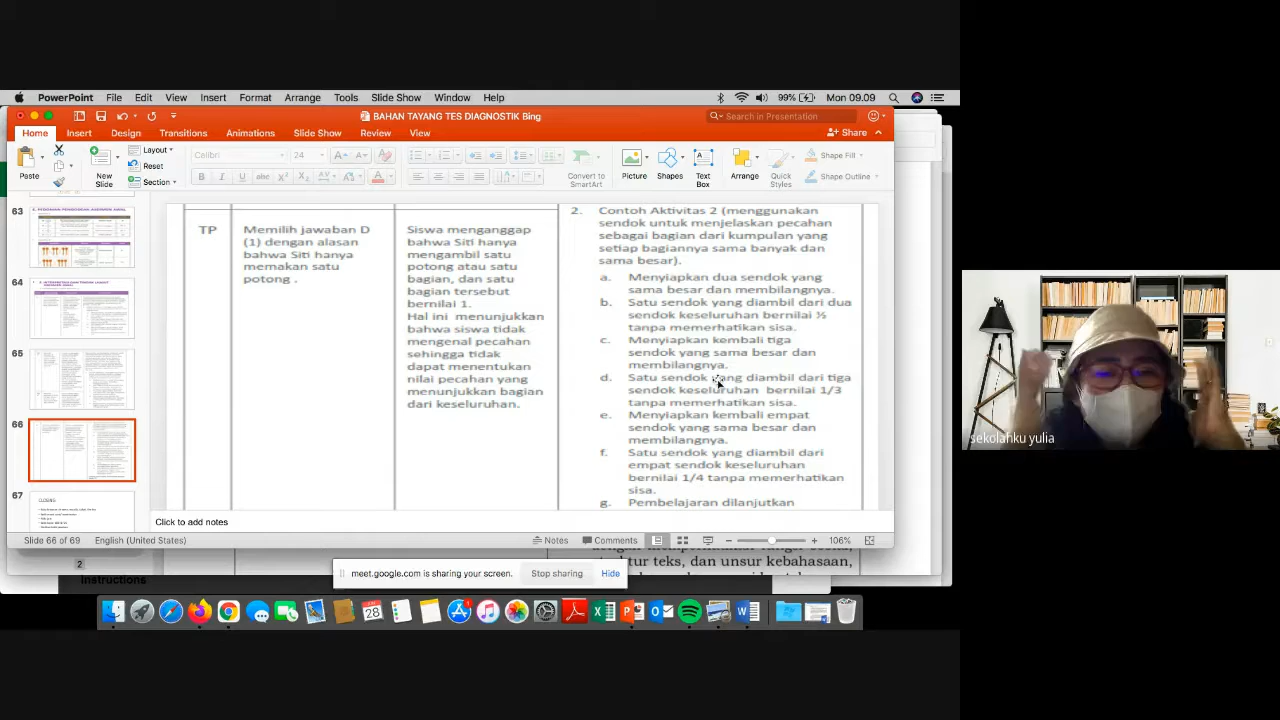 PowerPoint File Edit View Insert Format Arrange Tools Slide Show Window Help 99% Mon 09.09
BAHAN TAYANG TES DIAGNOSTIK Bing
Search in Presentation
Home Insert Design Transitions Animations Slide Show Review View
Share
Paste
New Slide
Layout
Reset
Section
Calibri
24
Convert to SmartArt
Picture
Shapes
Text Box
Arrange
Quick Styles
Shape Fill
Shape Outline
63
64
65
66
67
CLOSING
TP
Memilih jawaban D
(1) dengan alasan
bahwa Siti hanya
memakan satu
potong .
Siswa menganggap
bahwa Siti hanya
mengambil satu
potong atau satu
bagian, dan satu
bagian tersebut
bernilai 1.
Hal ini menunjukkan
bahwa siswa tidak
mengenal pecahan
sehingga tidak
dapat menentukan
nilai pecahan yang
menunjukkan bagian
dari keseluruhan.
2. Contoh Aktivitas 2 (menggunakan
sendok untuk menjelaskan pecahan
sebagai bagian dari kumpulan yang
setiap bagiannya sama banyak dan
sama besar).
a. Menyiapkan dua sendok yang
sama besar dan membilangnya.
b. Satu sendok yang diambil dari dua
sendok keseluruhan bernilai ½
tanpa memerhatikan sisa.
c. Menyiapkan kembali tiga
sendok yang sama besar dan
membilangnya.
d. Satu sendok yang diambil dari tiga
sendok keseluruhan bernilai 1/3
tanpa memerhatikan sisa.
e. Menyiapkan kembali empat
sendok yang sama besar dan
membilangnya.
f. Satu sendok yang diambil dari
empat sendok keseluruhan
bernilai 1/4 tanpa memerhatikan
sisa.
g. Pembelajaran dilanjutkan
Click to add notes
Slide 66 of 69 English (United States) Notes Comments 106%
teks, dan unsur kebahasaan,
2
Instructions
meet.google.com is sharing your screen. Stop sharing Hide
28
sekolahku yulia